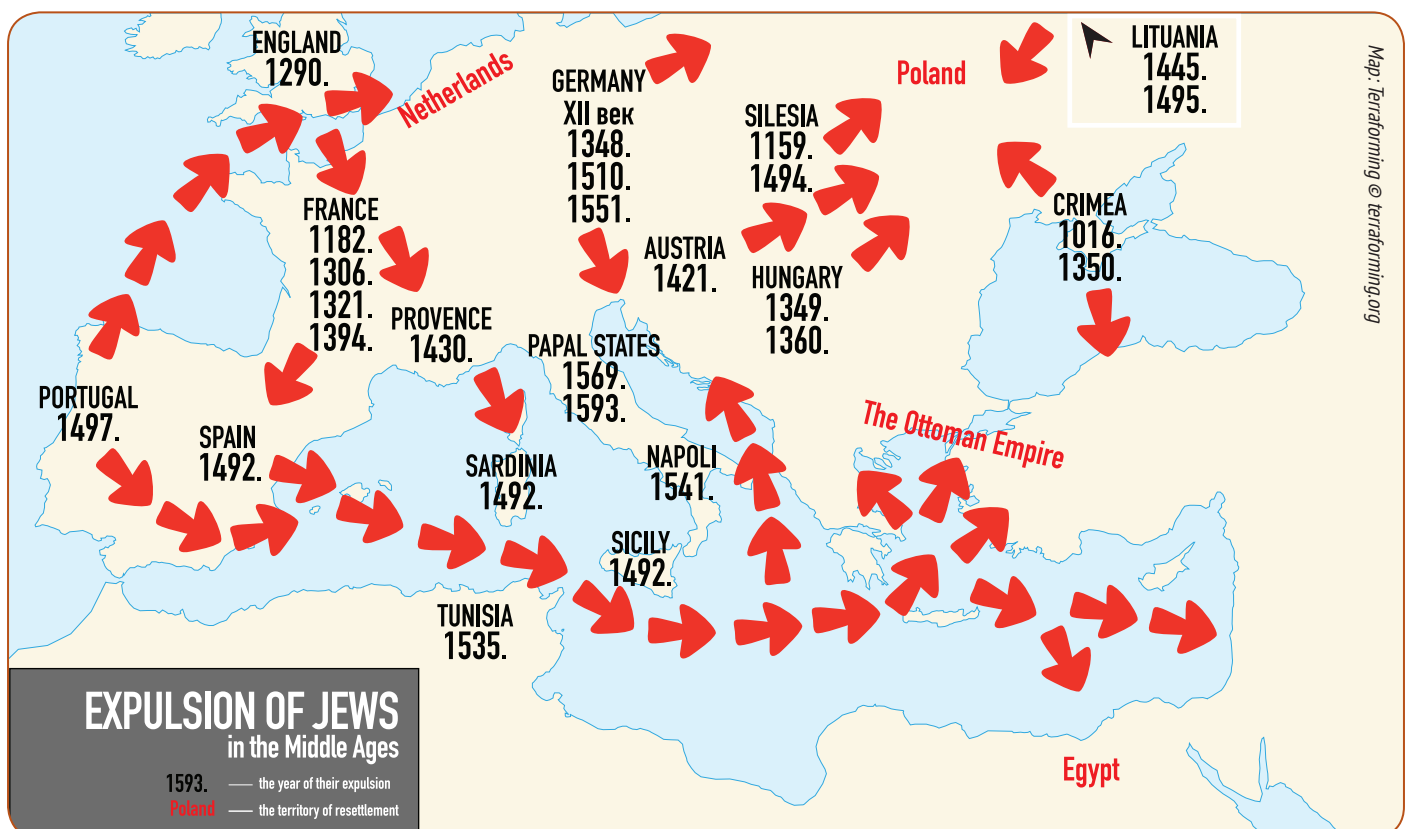 ENGLAND
1290.
Netherlands
GERMANY
XII век
1348.
1510.
1551.
Poland
LITUANIA
1445.
1495.
SILESIA
1159.
1494.
FRANCE
1182.
1306.
1321.
1394.
AUSTRIA
1421.
HUNGARY
1349.
1360.
CRIMEA
1016.
1350.
PROVENCE
1430.
PAPAL STATES
1569.
1593.
PORTUGAL
1497.
SPAIN
1492.
SARDINIA
1492.
NAPOLI
1541.
The Ottoman Empire
SICILY
1492.
TUNISIA
1535.
Egypt
EXPULSION OF JEWS
in the Middle Ages
1593. — the year of their expulsion
Poland — the territory of resettlement
Map: Terraforming © terraforming.org